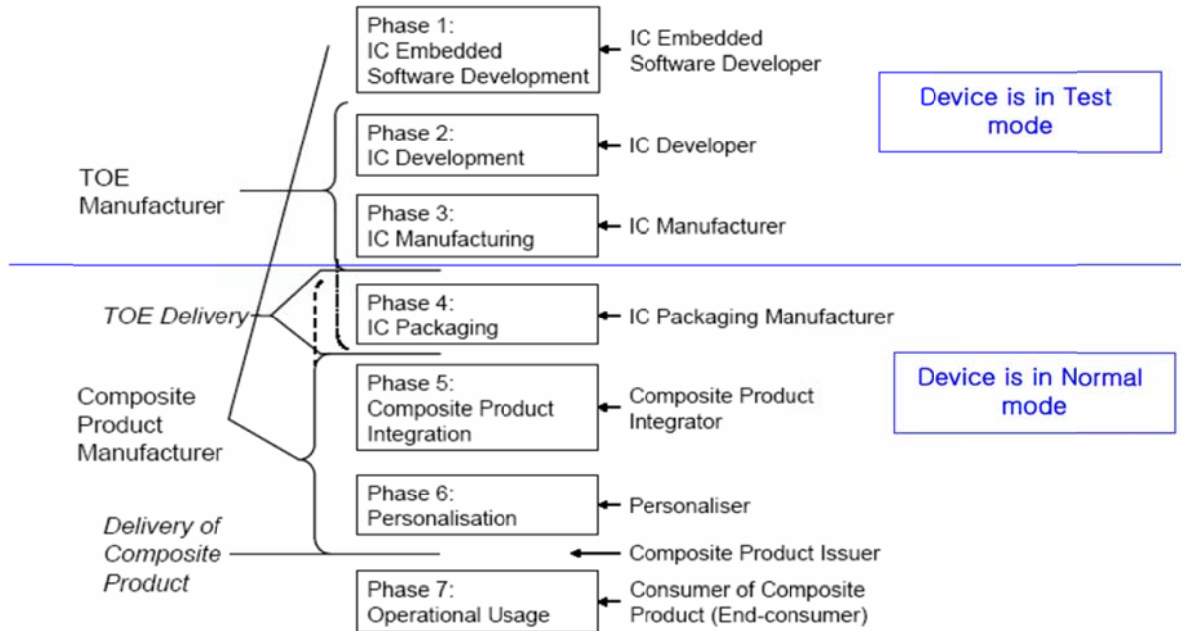 Phase 1:
IC Embedded
Software Development
IC Embedded
Software Developer
Device is in Test
mode
Phase 2:
IC Development
IC Developer
TOE
Manufacturer
Phase 3:
IC Manufacturing
IC Manufacturer
TOE Delivery
Phase 4:
IC Packaging
IC Packaging Manufacturer
Composite
Product
Manufacturer
Phase 5:
Composite Product
Integration
Composite Product
Integrator
Device is in Normal
mode
Phase 6:
Personalisation
Personaliser
Delivery of
Composite
Product
Composite Product Issuer
Phase 7:
Operational Usage
Consumer of Composite
Product (End-consumer)